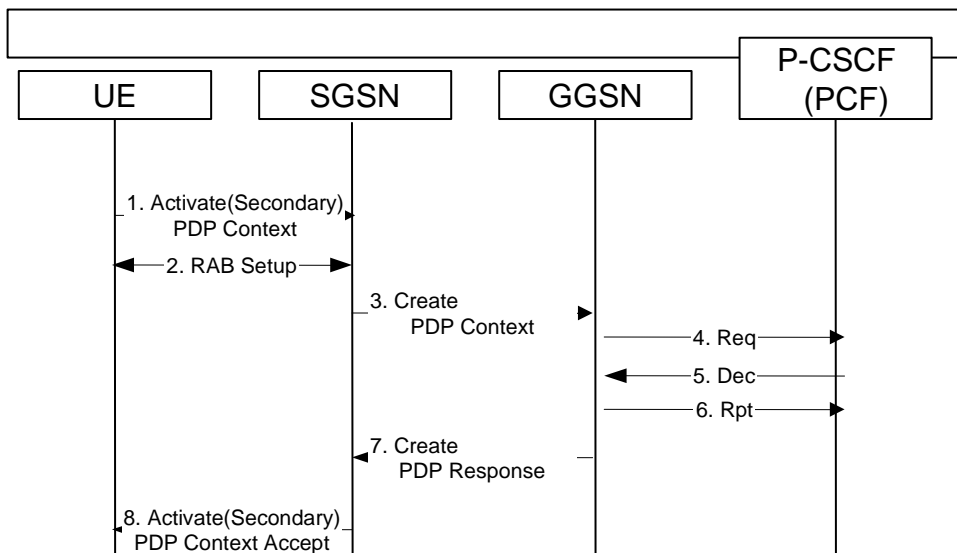 UE
SGSN
GGSN
P-CSCF
(PCF)
1. Activate(Secondary)
PDP Context
2. RAB Setup
3. Create
PDP Context
4. Req
5. Dec
6. Rpt
7. Create
PDP Response
8. Activate(Secondary)
PDP Context Accept